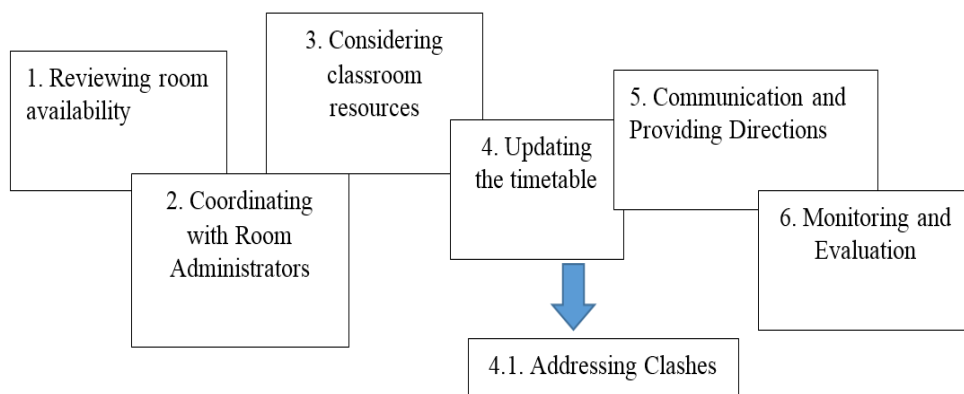 1. Reviewing room
availability
2. Coordinating
with Room
Administrators
3. Considering
classroom
resources
4. Updating
the timetable
4.1. Addressing Clashes
5. Communication and
Providing Directions
6. Monitoring and
Evaluation